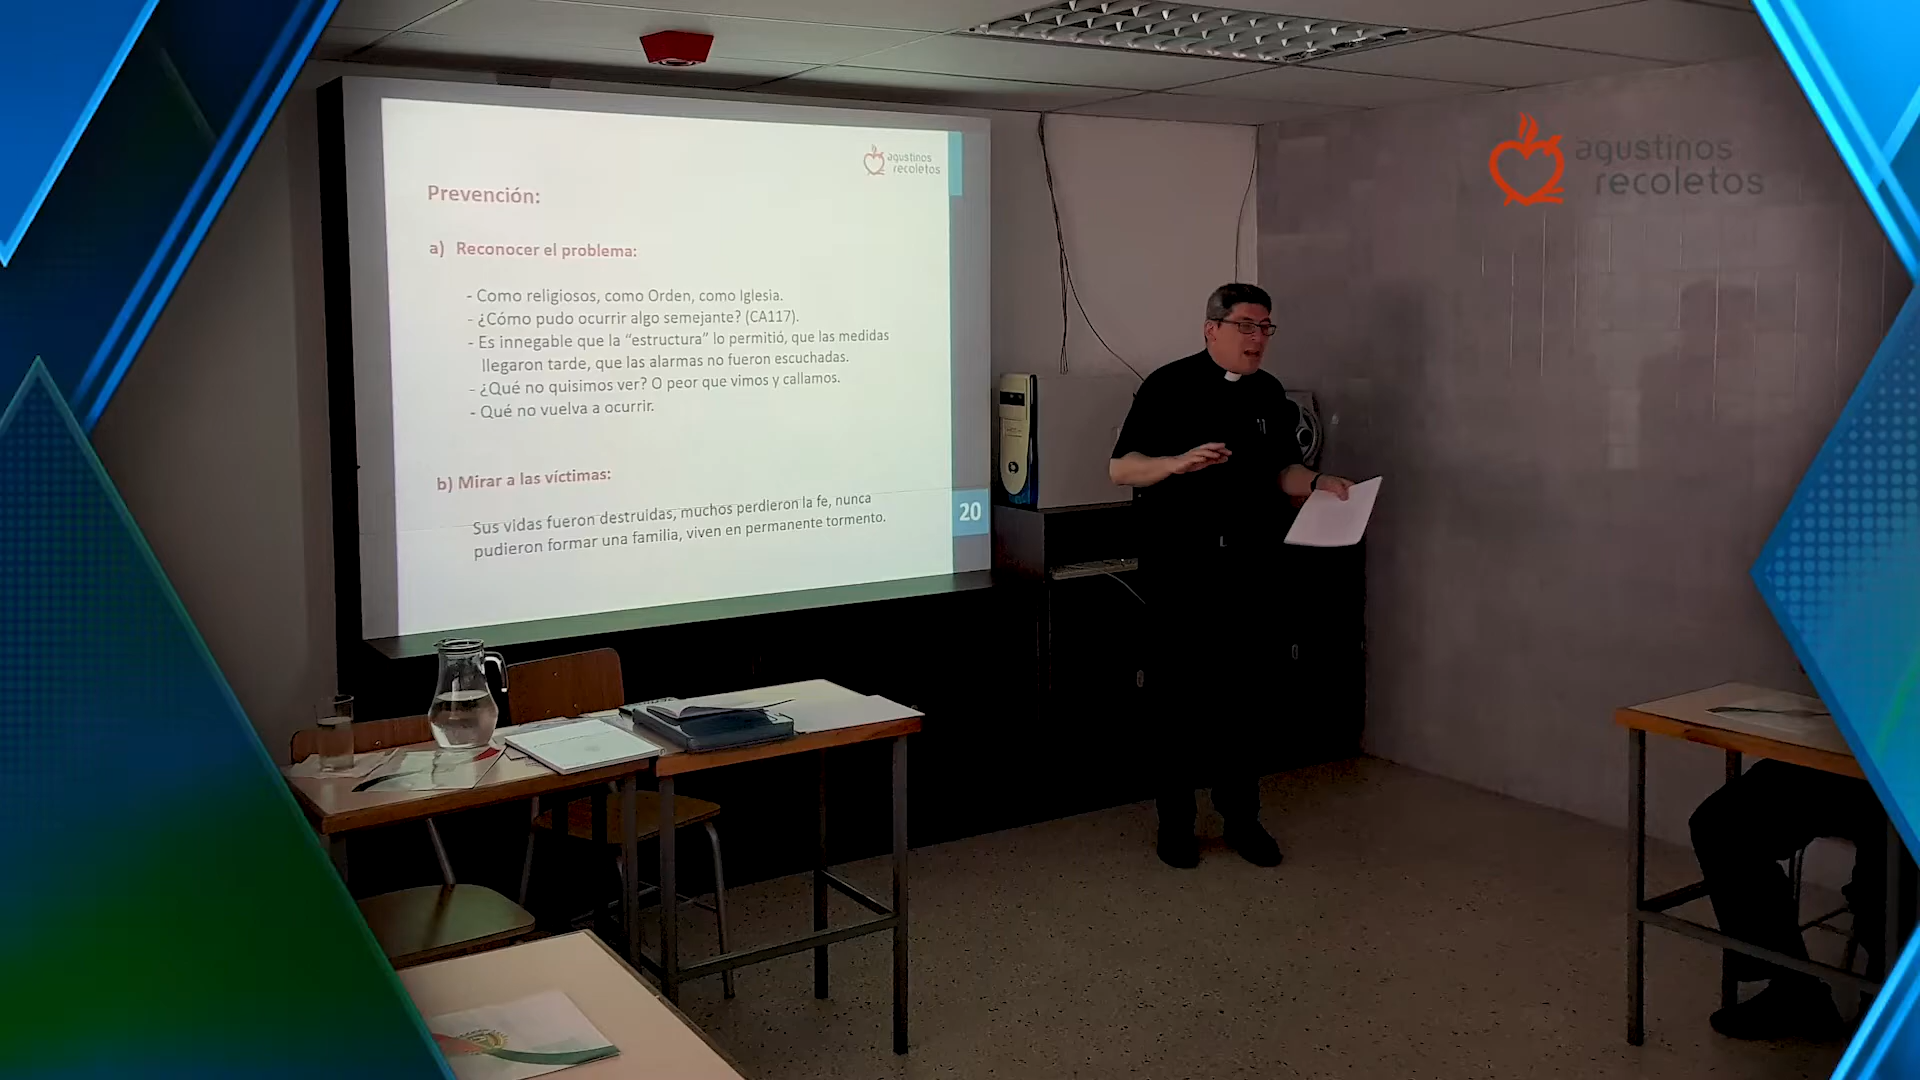 agustinos
recoletos
Prevención:
a) Reconocer el problema:
- Como religiosos, como Orden, como Iglesia.
- ¿Cómo pudo ocurrir algo semejante? (CA117).
- Es innegable que la “estructura” lo permitió, que las medidas
llegaron tarde, que las alarmas no fueron escuchadas.
- ¿Qué no quisimos ver? O peor que vimos y callamos.
- Qué no vuelva a ocurrir.
b) Mirar a las víctimas:
Sus vidas fueron destruidas, muchos perdieron la fe, nunca
pudieron formar una familia, viven en permanente tormento.
20
agustinos
recoletos